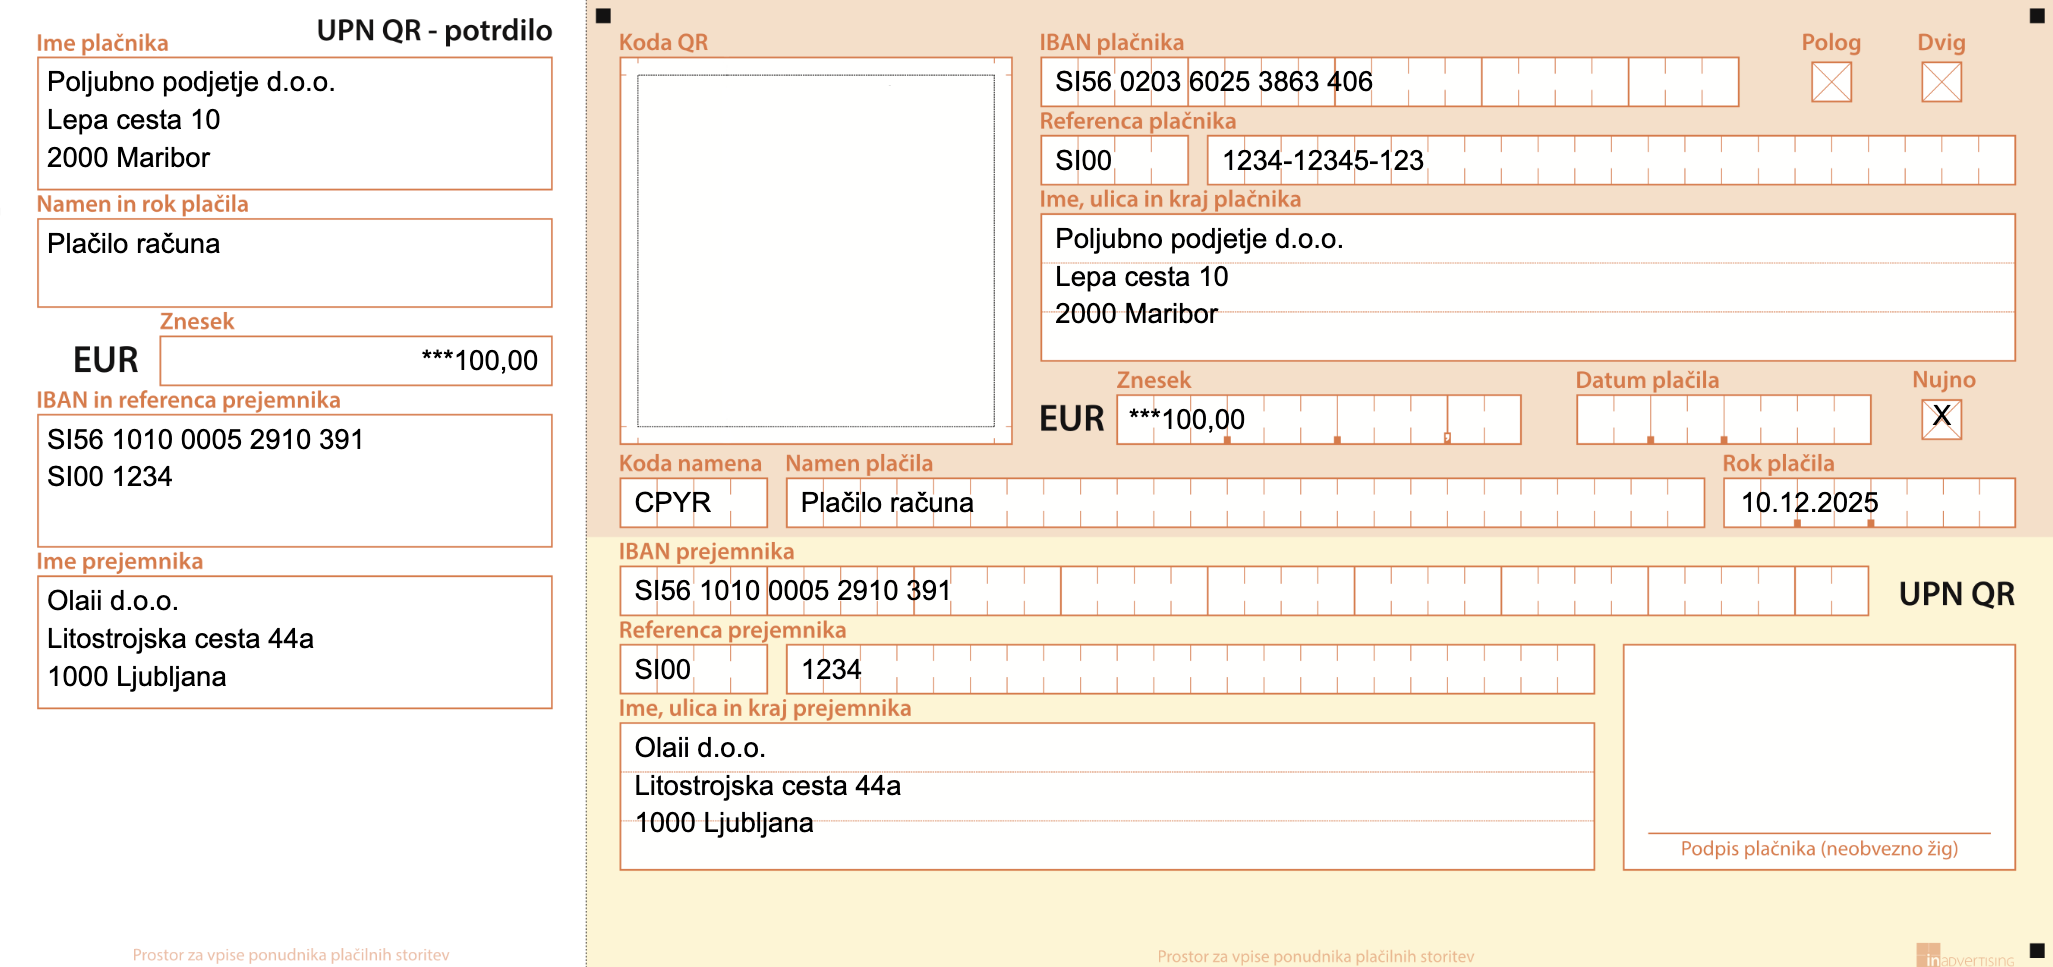 UPN QR - potrdilo
Ime plačnika
Poljubno podjetje d.o.o.
Lepa cesta 10
2000 Maribor
Namen in rok plačila
Plačilo računa
Znesek
EUR ***100,00
IBAN in referenca prejemnika
SI56 1010 0005 2910 391
SI00 1234
Ime prejemnika
Olaii d.o.o.
Litostrojska cesta 44a
1000 Ljubljana
Prostor za vpise ponudnika plačilnih storitev
Koda QR
IBAN plačnika Polog Dvig
SI56 0203 6025 3863 406
Referenca plačnika
SI00 1234-12345-123
Ime, ulica in kraj plačnika
Poljubno podjetje d.o.o.
Lepa cesta 10
2000 Maribor
Znesek Datum plačila Nujno
EUR ***100,00 X
Koda namena Namen plačila Rok plačila
CPYR Plačilo računa 10.12.2025
IBAN prejemnika
SI56 1010 0005 2910 391 UPN QR
Referenca prejemnika
SI00 1234
Ime, ulica in kraj prejemnika
Olaii d.o.o.
Litostrojska cesta 44a
1000 Ljubljana
Podpis plačnika (neobvezno žig)
Prostor za vpise ponudnika plačilnih storitev
inADVERTISING